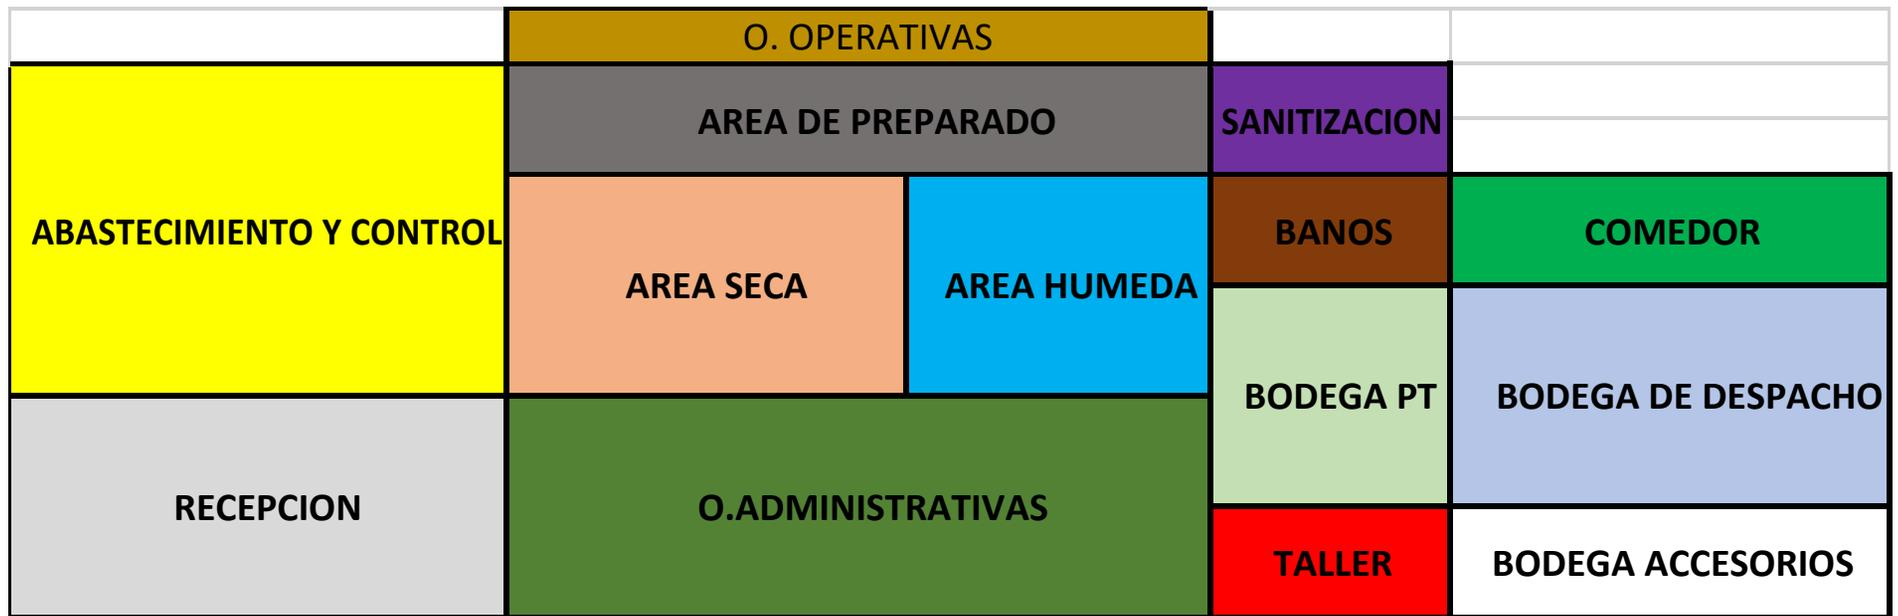 O. OPERATIVAS
AREA DE PREPARADO
SANITIZACION
ABASTECIMIENTO Y CONTROL
BANOS
COMEDOR
AREA SECA
AREA HUMEDA
BODEGA PT
BODEGA DE DESPACHO
RECEPCION
O.ADMINISTRATIVAS
TALLER
BODEGA ACCESORIOS